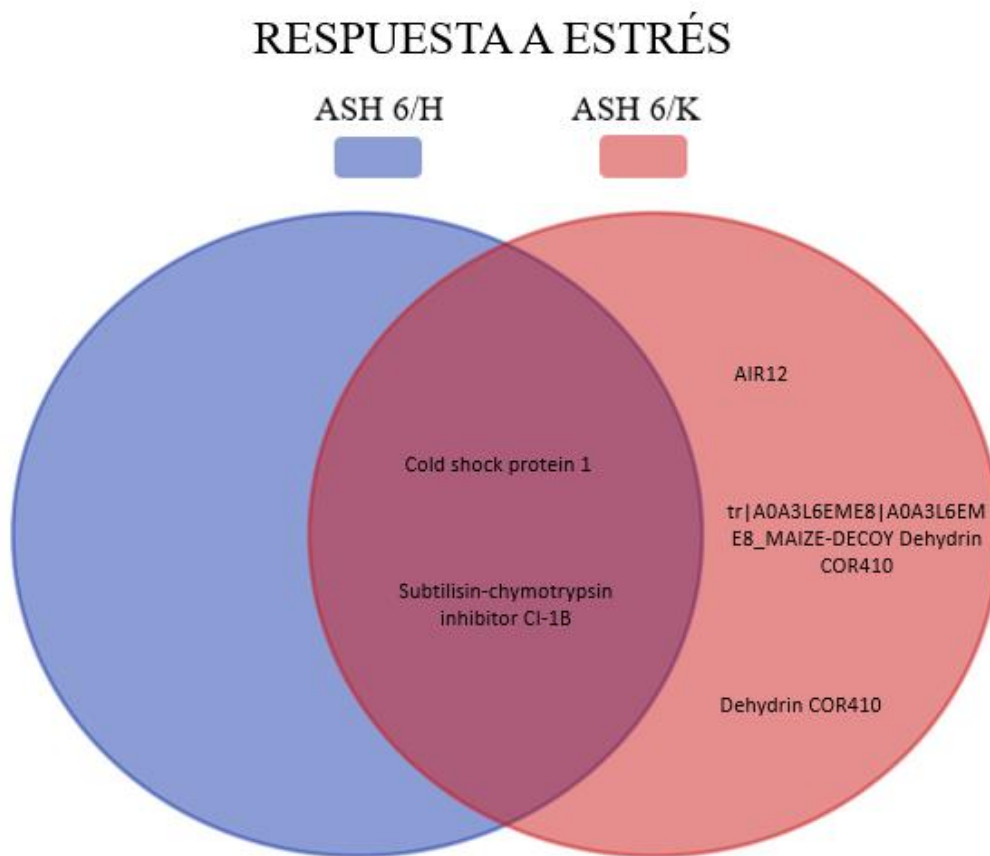 RESPUESTA A ESTRÉS
ASH 6/H
ASH 6/K
AIR12
Cold shock protein 1
tr|A0A3L6EME8|A0A3L6EM
E8_MAIZE-DECOY Dehydrin
COR410
Subtilisin-chymotrypsin
inhibitor CI-1B
Dehydrin COR410